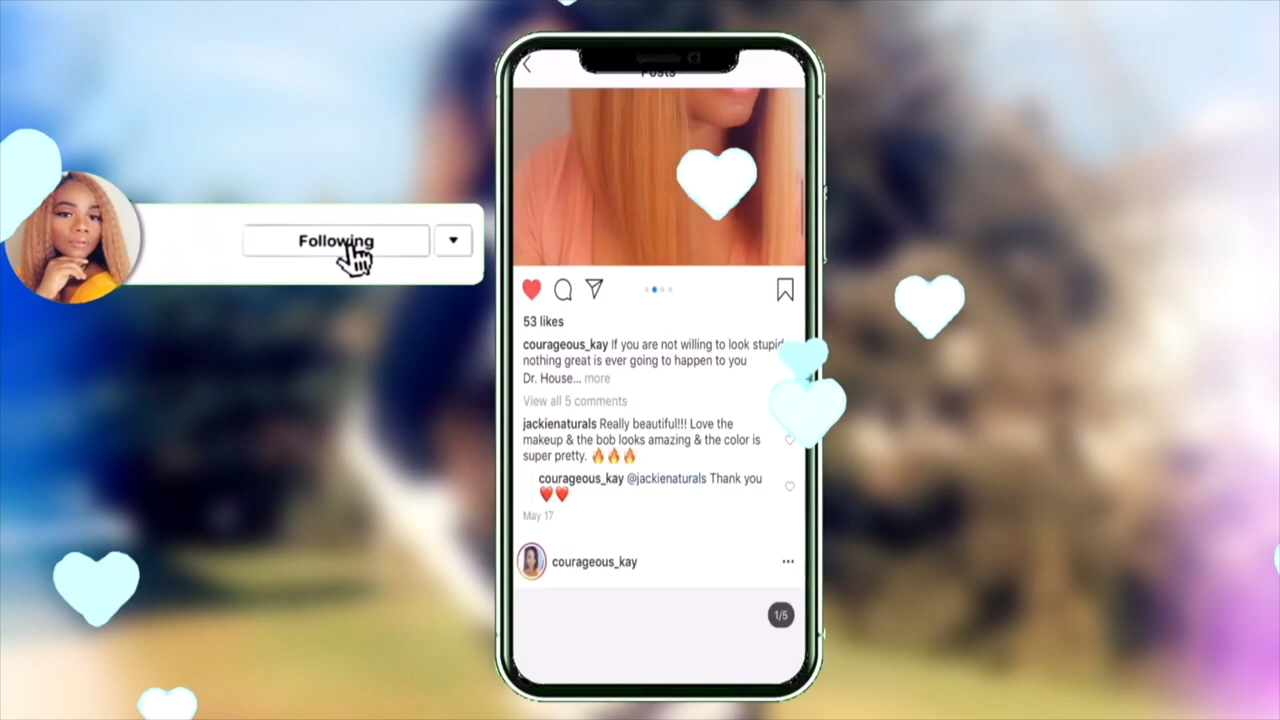 Posts
Following
53 likes
courageous_kay If you are not willing to look stupid
nothing great is ever going to happen to you
Dr. House... more
View all 5 comments
jackienaturals Really beautiful!!! Love the
makeup & the bob looks amazing & the color is
super pretty. 🔥🔥🔥
courageous_kay @jackienaturals Thank you
❤️❤️
May 17
courageous_kay
1/5